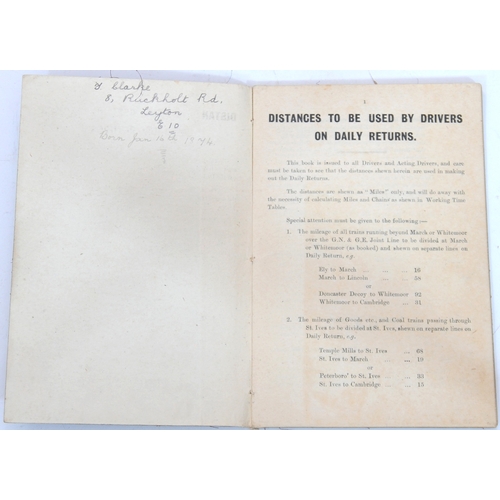 F Clarke
8, Ruckholt Rd.
Leyton
E 10
Born Jan 14th 1974
1.
DISTANCES TO BE USED BY DRIVERS
ON DAILY RETURNS.
This book is issued to all Drivers and Acting Drivers, and care
must be taken to see that the distances shewn herein are used in making
out the Daily Returns.
The distances are shewn as "Miles" only, and will do away with
the necessity of calculating Miles and Chains as shewn in Working Time
Tables.
Special attention must be given to the following:—
1. The mileage of all trains running beyond March or Whitemoor
over the G.N. & G.E. Joint Line to be divided at March
or Whitemoor (as booked) and shewn on separate lines on
Daily Return, e.g.
Ely to March ... ... ... 16
March to Lincoln ... ... 58
or
Doncaster Decoy to Whitemoor 92
Whitemoor to Cambridge ... 31
2. The mileage of Goods etc., and Coal trains passing through
St. Ives to be divided at St. Ives, shewn on separate lines on
Daily Return, e.g.
Temple Mills to St. Ives ... 68
St. Ives to March ... ... 19
or
Peterboro' to St. Ives ... ... 33
St. Ives to Cambridge ... ... 15